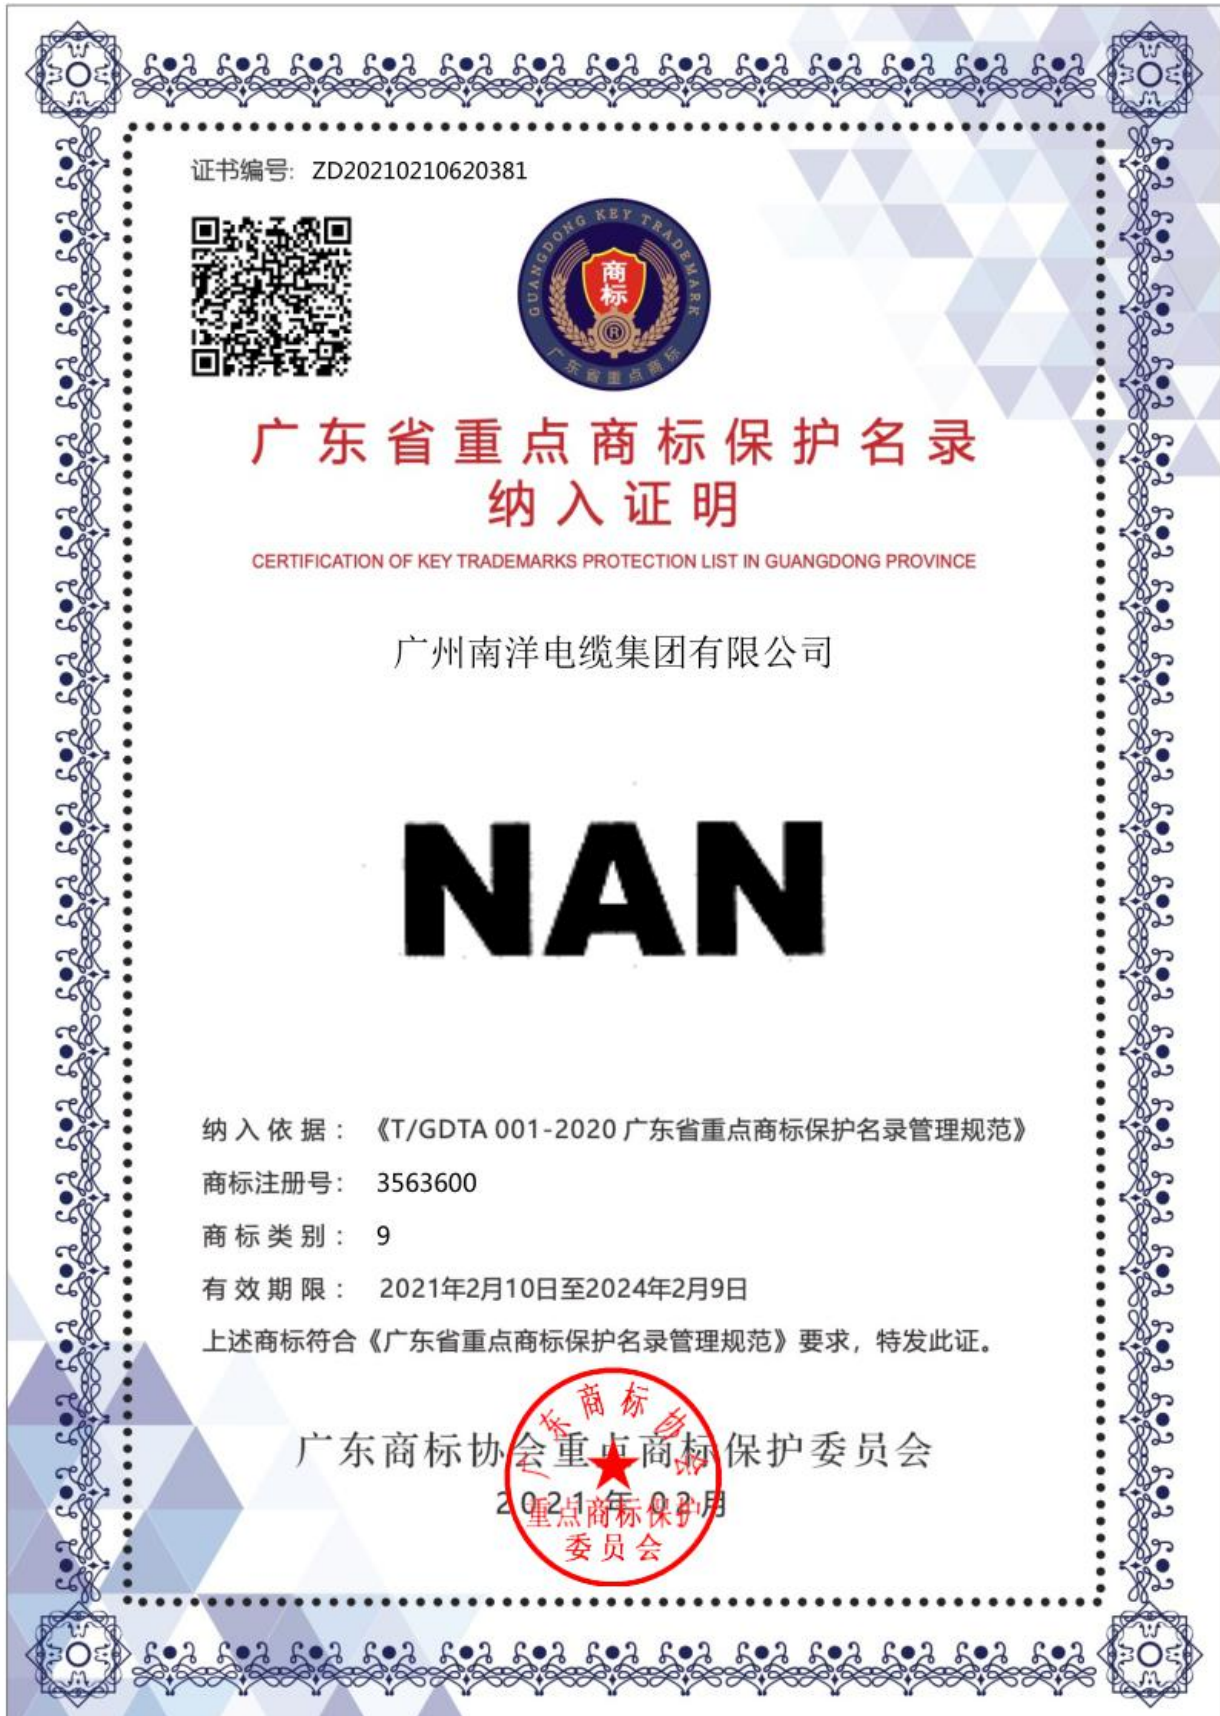 证书编号: ZD20210210620381
GUANGDONG KEY TRADEMARK
商
标
®
广东省重点商标
广东省重点商标保护名录
纳入证明
CERTIFICATION OF KEY TRADEMARKS PROTECTION LIST IN GUANGDONG PROVINCE
广州南洋电缆集团有限公司
NAN
纳入依据: 《T/GDTA 001-2020 广东省重点商标保护名录管理规范》
商标注册号: 3563600
商标类别: 9
有效期限: 2021年2月10日至2024年2月9日
上述商标符合《广东省重点商标保护名录管理规范》要求，特发此证。
广东商标协会重点商标保护委员会
2021年02月
广东商标协会
重点商标保护
委员会